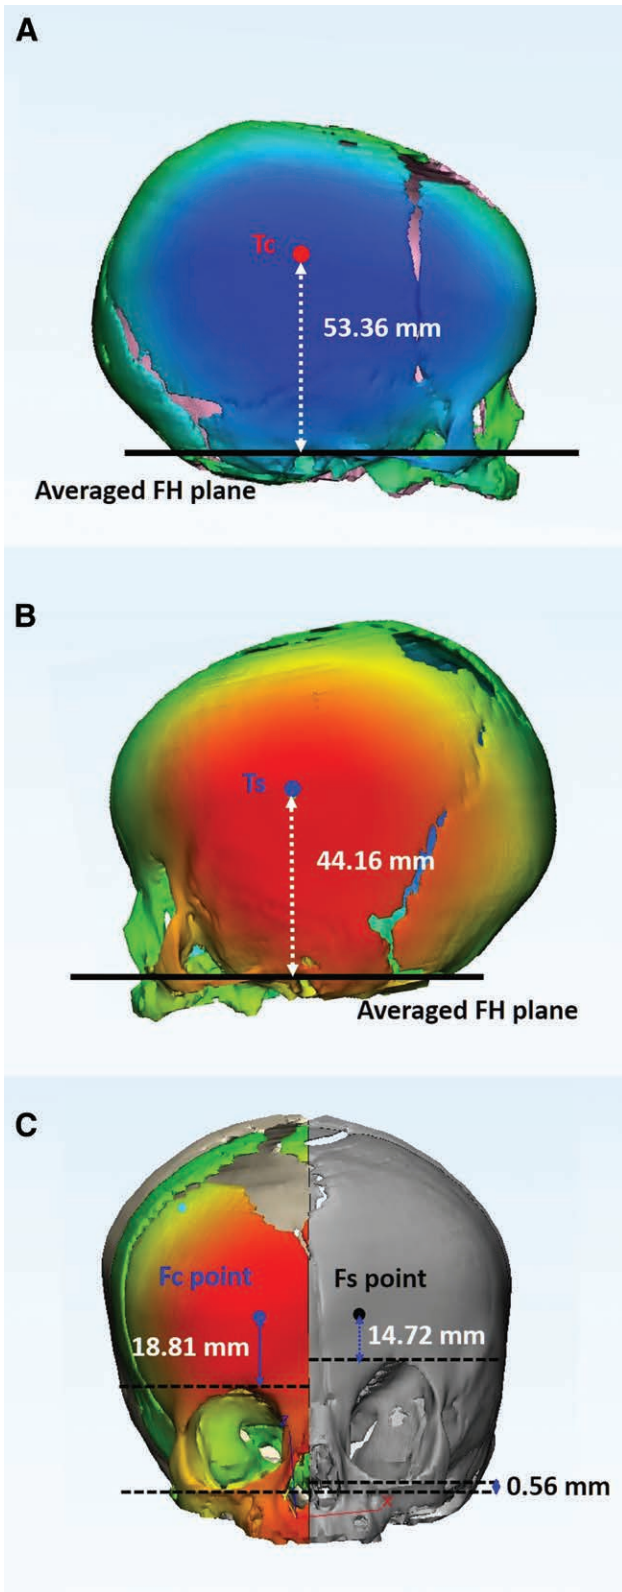 A
Tc
53.36 mm
Averaged FH plane
B
Ts
44.16 mm
Averaged FH plane
C
Fc point
Fs point
18.81 mm
14.72 mm
z
x
0.56 mm